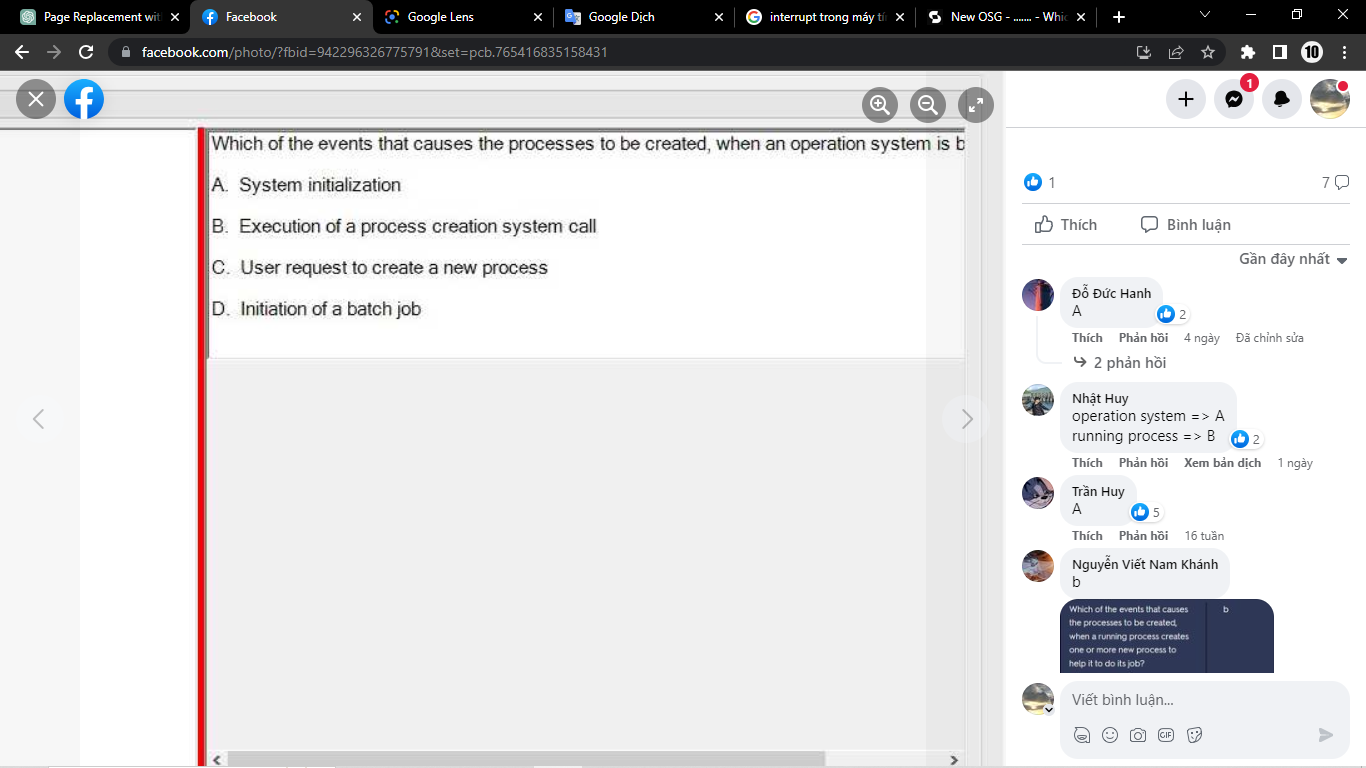 Page Replacement wit
Facebook
Google Lens
Google Dịch
interrupt trong máy tí
New OSG - ....... - Whic
facebook.com/photo/?fbid=942296326775791&set=pcb.765416835158431
10
1
Which of the events that causes the processes to be created, when an operation system is b
A. System initialization
B. Execution of a process creation system call
C. User request to create a new process
D. Initiation of a batch job
1
7
Thích
Bình luận
Gần đây nhất
Đỗ Đức Hanh
A
2
Thích Phản hồi 4 ngày Đã chỉnh sửa
2 phản hồi
Nhật Huy
operation system => A
running process => B
2
Thích Phản hồi Xem bản dịch 1 ngày
Trần Huy
A
5
Thích Phản hồi 16 tuần
Nguyễn Viết Nam Khánh
b
Which of the events that causes
the processes to be created,
when a running process creates
one or more new process to
help it to do its job?
b
Viết bình luận...
GIF